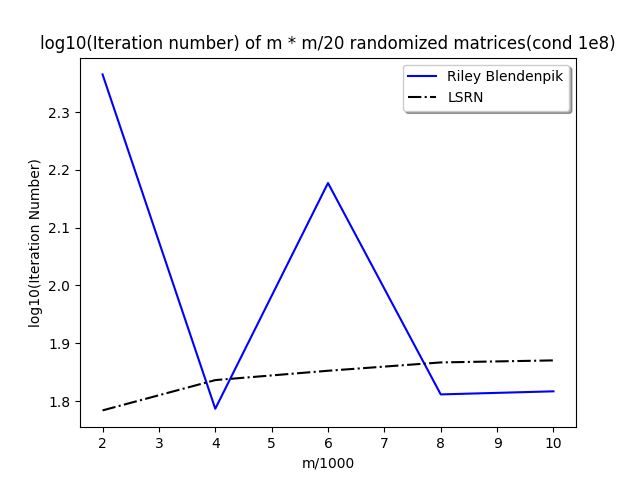 log10(Iteration number) of m * m/20 randomized matrices(cond 1e8)
Riley Blendenpik
LSRN
log10(Iteration Number)
2.3
2.2
2.1
2.0
1.9
1.8
2 3 4 5 6 7 8 9 10
m/1000